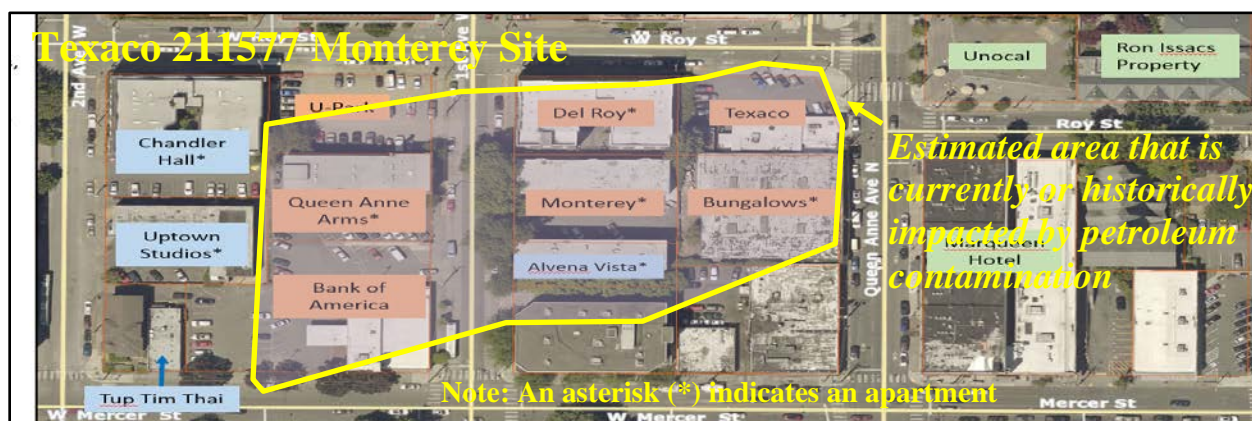 Texaco 211577 Monterey Site
W Roy St
W Roy St
2nd Ave W
1st Ave W
Unocal
Ron Issacs
Property
U-Park
Del Roy*
Texaco
Roy St
Chandler
Hall*
Estimated area that is
currently or historically
impacted by petroleum
contamination
Queen Anne
Arms*
Monterey*
Bungalows*
Queen Anne Ave N
Uptown
Studios*
Alvena Vista*
Marqueen
Hotel
Bank of
America
Tup Tim Thai
Note: An asterisk (*) indicates an apartment
W Mercer St
W Mercer St
Mercer St